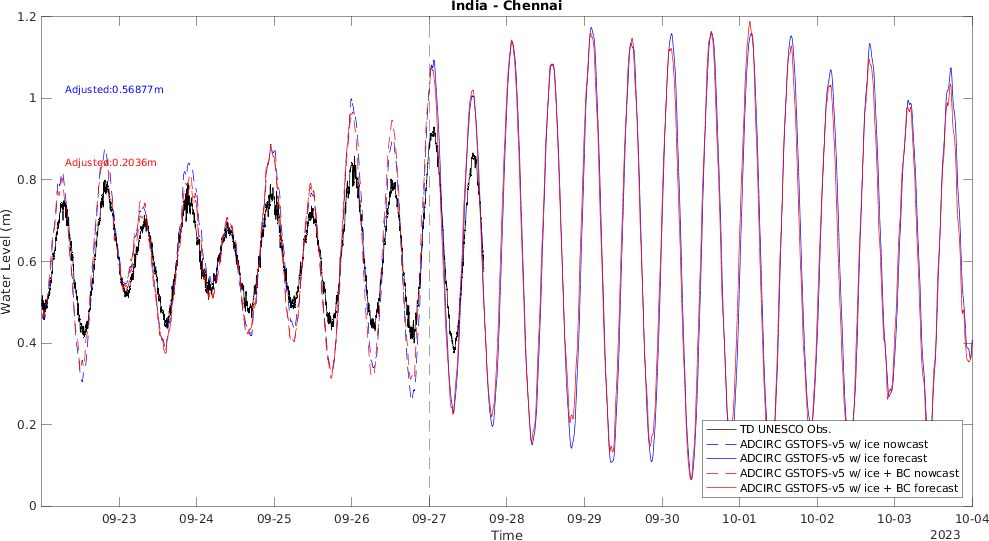 India - Chennai
1.2
1
0.8
0.6
0.4
0.2
0
Water Level (m)
Adjusted:0.56877m
Adjusted:0.2036m
TD UNESCO Obs.
ADCIRC GSTOFS-v5 w/ ice nowcast
ADCIRC GSTOFS-v5 w/ ice forecast
ADCIRC GSTOFS-v5 w/ ice + BC nowcast
ADCIRC GSTOFS-v5 w/ ice + BC forecast
09-23 09-24 09-25 09-26 09-27 09-28 09-29 09-30 10-01 10-02 10-03 10-04
Time
2023